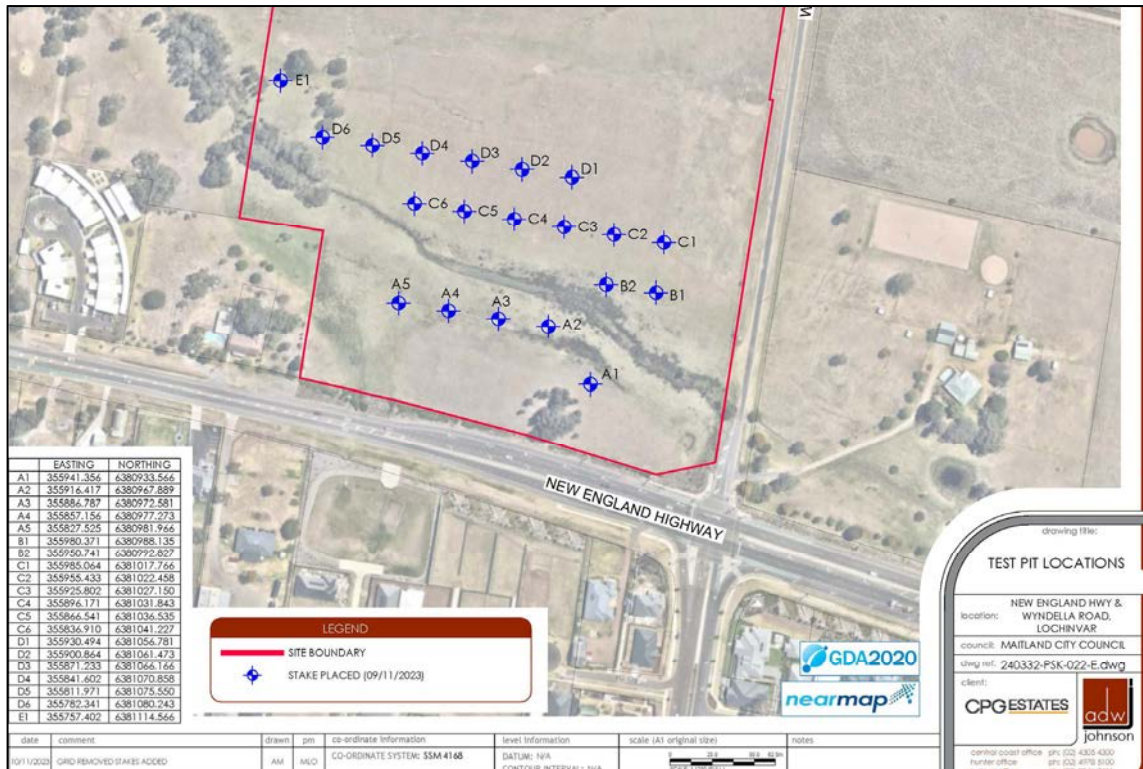 E1
D6
D5
D4
D3
D2
D1
C6
C5
C4
C3
C2
C1
B2
B1
A5
A4
A3
A2
A1
NEW ENGLAND HIGHWAY
EASTING NORTHING
A1 355941.356 6380933.566
A2 355916.417 6380967.889
A3 355886.787 6380972.581
A4 355857.156 6380977.273
A5 355827.525 6380981.966
B1 355980.371 6380988.135
B2 355950.741 6380992.827
C1 355985.064 6381017.766
C2 355955.433 6381022.458
C3 355925.802 6381027.150
C4 355896.171 6381031.843
C5 355866.541 6381036.535
C6 355836.910 6381041.227
D1 355930.494 6381056.781
D2 355900.864 6381061.473
D3 355871.233 6381066.166
D4 355841.602 6381070.858
D5 355811.971 6381075.550
D6 355782.341 6381080.243
E1 355757.402 6381114.566
LEGEND
SITE BOUNDARY
STAKE PLACED (09/11/2023)
GDA2020
nearmap
drawing title:
TEST PIT LOCATIONS
location: NEW ENGLAND HWY &
WYNDELLA ROAD,
LOCHINVAR
council: MAITLAND CITY COUNCIL
dwg ref: 240332-PSK-022-E.dwg
client:
CPG ESTATES
adw
johnson
central coast office ph: (02) 4305 4300
hunter office ph: (02) 4978 5100
date comment drawn pm co-ordinate information level information scale (A1 original size) notes
10/11/2023 GRID REMOVED STAKES ADDED AM MLO CO-ORDINATE SYSTEM: SSM 4168 DATUM: N/A
CONTOUR INTERVAL: N/A